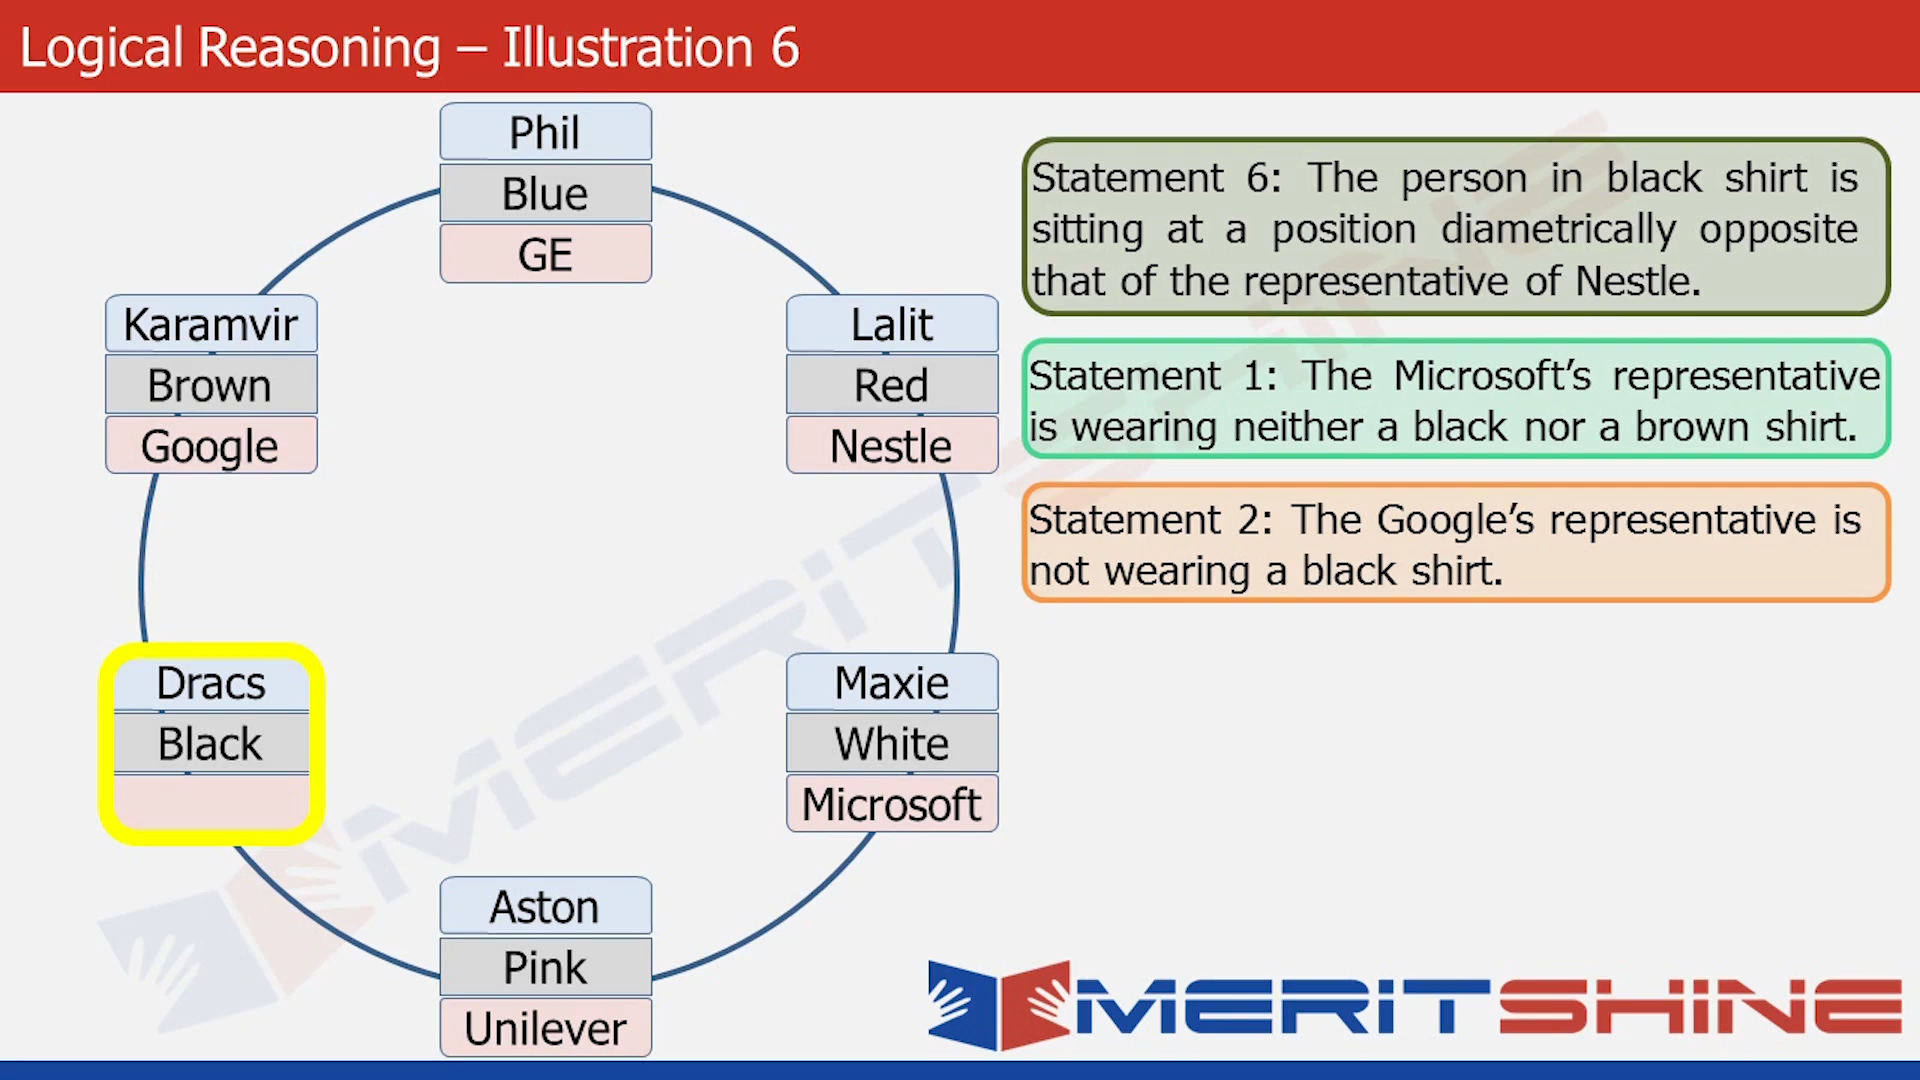 Logical Reasoning – Illustration 6
Phil
Blue
GE
Karamvir
Brown
Google
Lalit
Red
Nestle
Dracs
Black
Maxie
White
Microsoft
Aston
Pink
Unilever
Statement 6: The person in black shirt is
sitting at a position diametrically opposite
that of the representative of Nestle.
Statement 1: The Microsoft’s representative
is wearing neither a black nor a brown shirt.
Statement 2: The Google’s representative is
not wearing a black shirt.
MERITSHINE
MERITSHINE